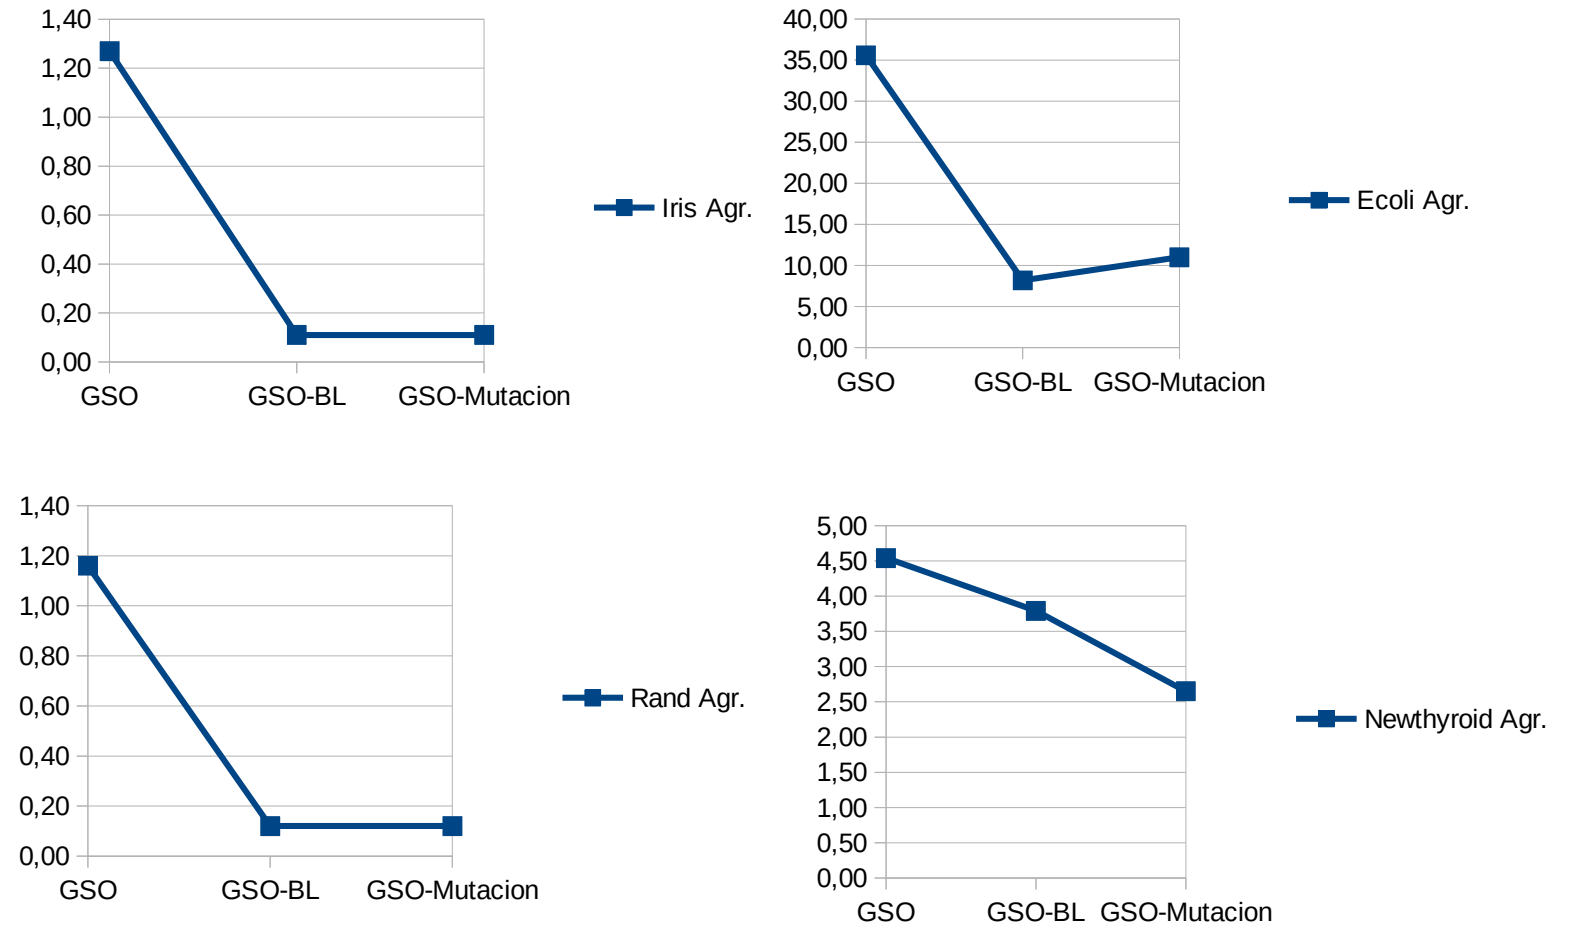 1,40
1,20
1,00
0,80
0,60
0,40
0,20
0,00
GSO
GSO-BL
GSO-Mutacion
Iris Agr.
40,00
35,00
30,00
25,00
20,00
15,00
10,00
5,00
0,00
GSO
GSO-BL
GSO-Mutacion
Ecoli Agr.
1,40
1,20
1,00
0,80
0,60
0,40
0,20
0,00
GSO
GSO-BL
GSO-Mutacion
Rand Agr.
5,00
4,50
4,00
3,50
3,00
2,50
2,00
1,50
1,00
0,50
0,00
GSO
GSO-BL
GSO-Mutacion
Newthyroid Agr.